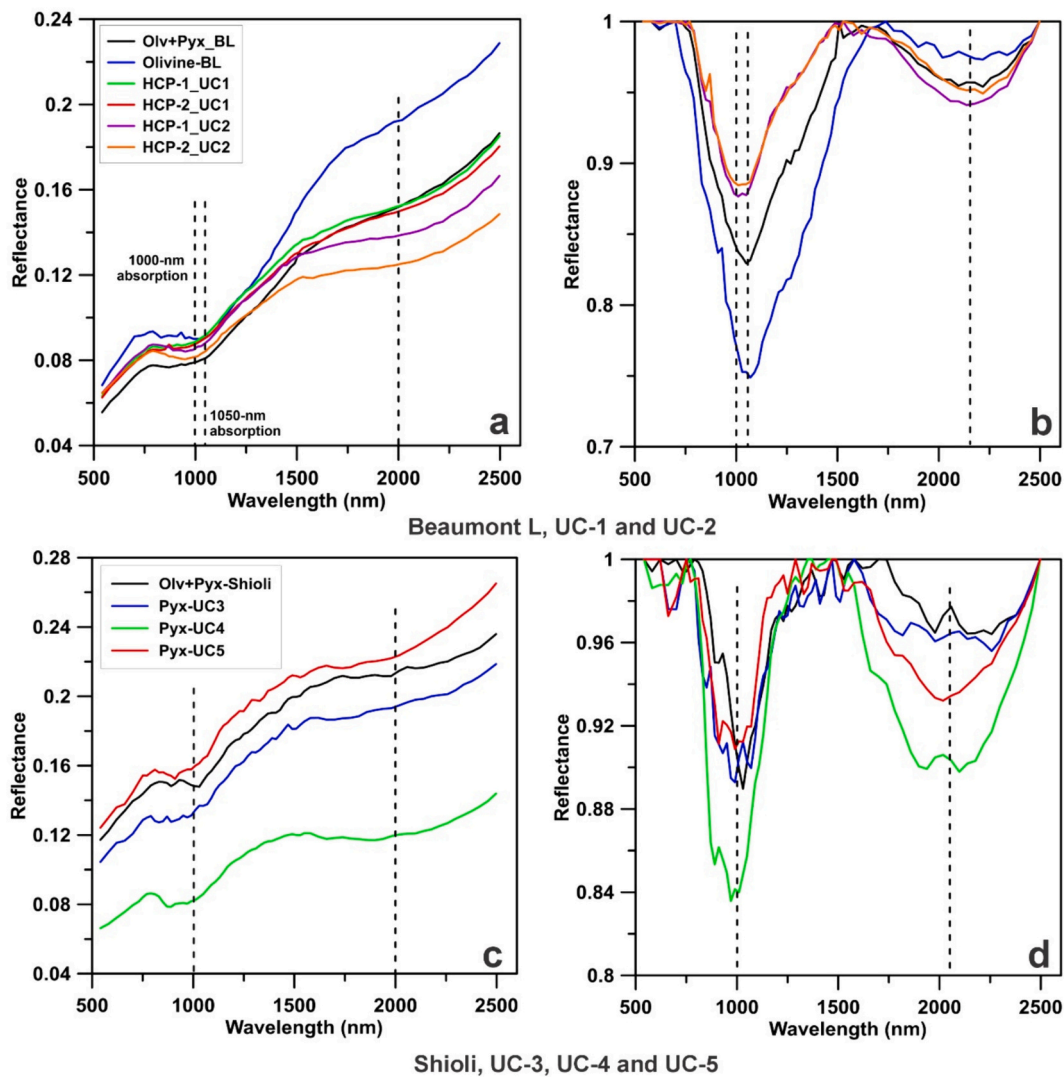 0.24
0.2
0.16
0.12
0.08
0.04
Reflectance
Olv+Pyx_BL
Olivine-BL
HCP-1_UC1
HCP-2_UC1
HCP-1_UC2
HCP-2_UC2
1000-nm
absorption
1050-nm
absorption
a
500 1000 1500 2000 2500
Wavelength (nm)
1
0.9
0.8
0.7
Reflectance
b
500 1000 1500 2000 2500
Wavelength (nm)
Beaumont L, UC-1 and UC-2
0.28
0.24
0.2
0.16
0.12
0.08
0.04
Reflectance
Olv+Pyx-Shioli
Pyx-UC3
Pyx-UC4
Pyx-UC5
c
500 1000 1500 2000 2500
Wavelength (nm)
1
0.96
0.92
0.88
0.84
0.8
Reflectance
d
500 1000 1500 2000 2500
Wavelength (nm)
Shioli, UC-3, UC-4 and UC-5